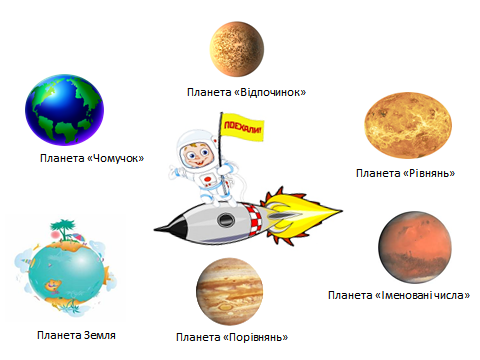 Планета «Відпочинок»
ПОЕХАЛИ!
Планета «Чомучок»
Планета «Рівнянь»
Планета «Іменовані числа»
Планета Земля
Планета «Порівнянь»